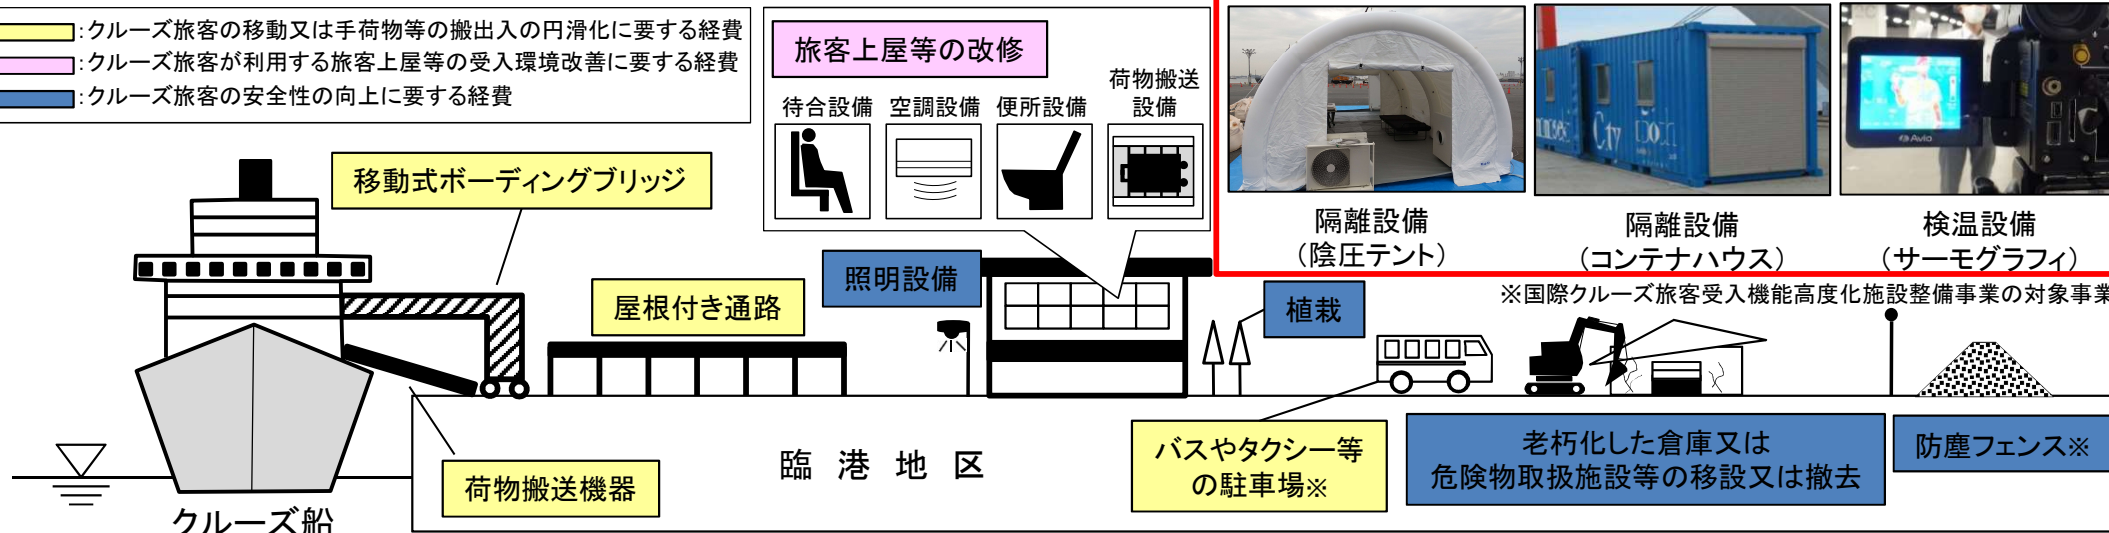 :クルーズ旅客の移動又は手荷物等の搬出入の円滑化に要する経費
:クルーズ旅客が利用する旅客上屋等の受入環境改善に要する経費
:クルーズ旅客の安全性の向上に要する経費
旅客上屋等の改修
待合設備
空調設備
便所設備
荷物搬送
設備
Avio
隔離設備
(陰圧テント)
隔離設備
(コンテナハウス)
検温設備
(サーモグラフィ)
※国際クルーズ旅客受入機能高度化施設整備事業の対象事業
移動式ボーディングブリッジ
屋根付き通路
照明設備
植栽
荷物搬送機器
臨港地区
バスやタクシー等
の駐車場※
老朽化した倉庫又は
危険物取扱施設等の移設又は撤去
防塵フェンス※
クルーズ船